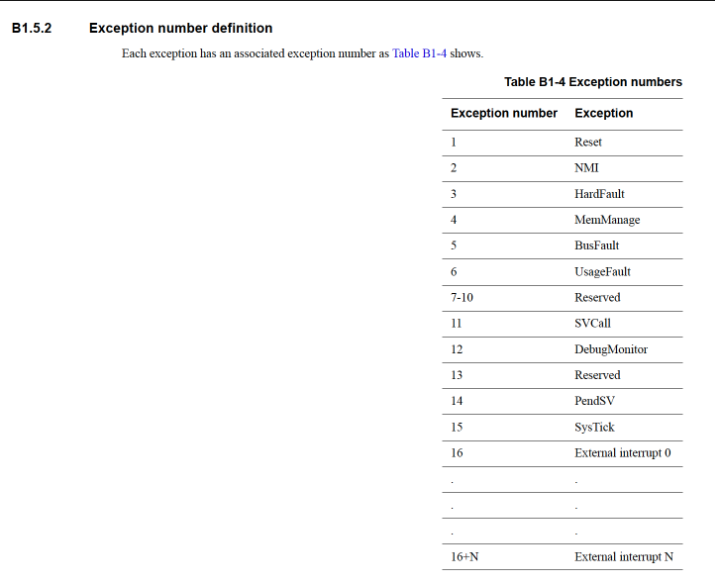 B1.5.2 Exception number definition
Each exception has an associated exception number as Table B1-4 shows.
Table B1-4 Exception numbers
Exception number Exception
1 Reset
2 NMI
3 HardFault
4 MemManage
5 BusFault
6 UsageFault
7-10 Reserved
11 SVCall
12 DebugMonitor
13 Reserved
14 PendSV
15 SysTick
16 External interrupt 0
. .
. .
. .
16+N External interrupt N